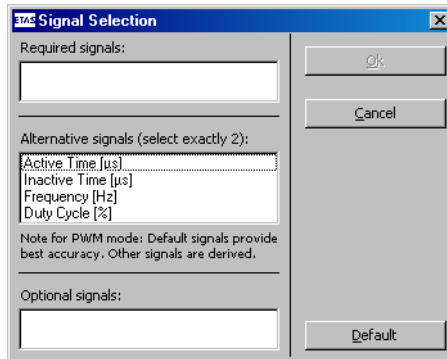 ETAS Signal Selection
Required signals:
Ok
Cancel
Alternative signals (select exactly 2):
Active Time [µs]
Inactive Time [µs]
Frequency [Hz]
Duty Cycle [%]
Note for PWM mode: Default signals provide
best accuracy. Other signals are derived.
Optional signals:
Default